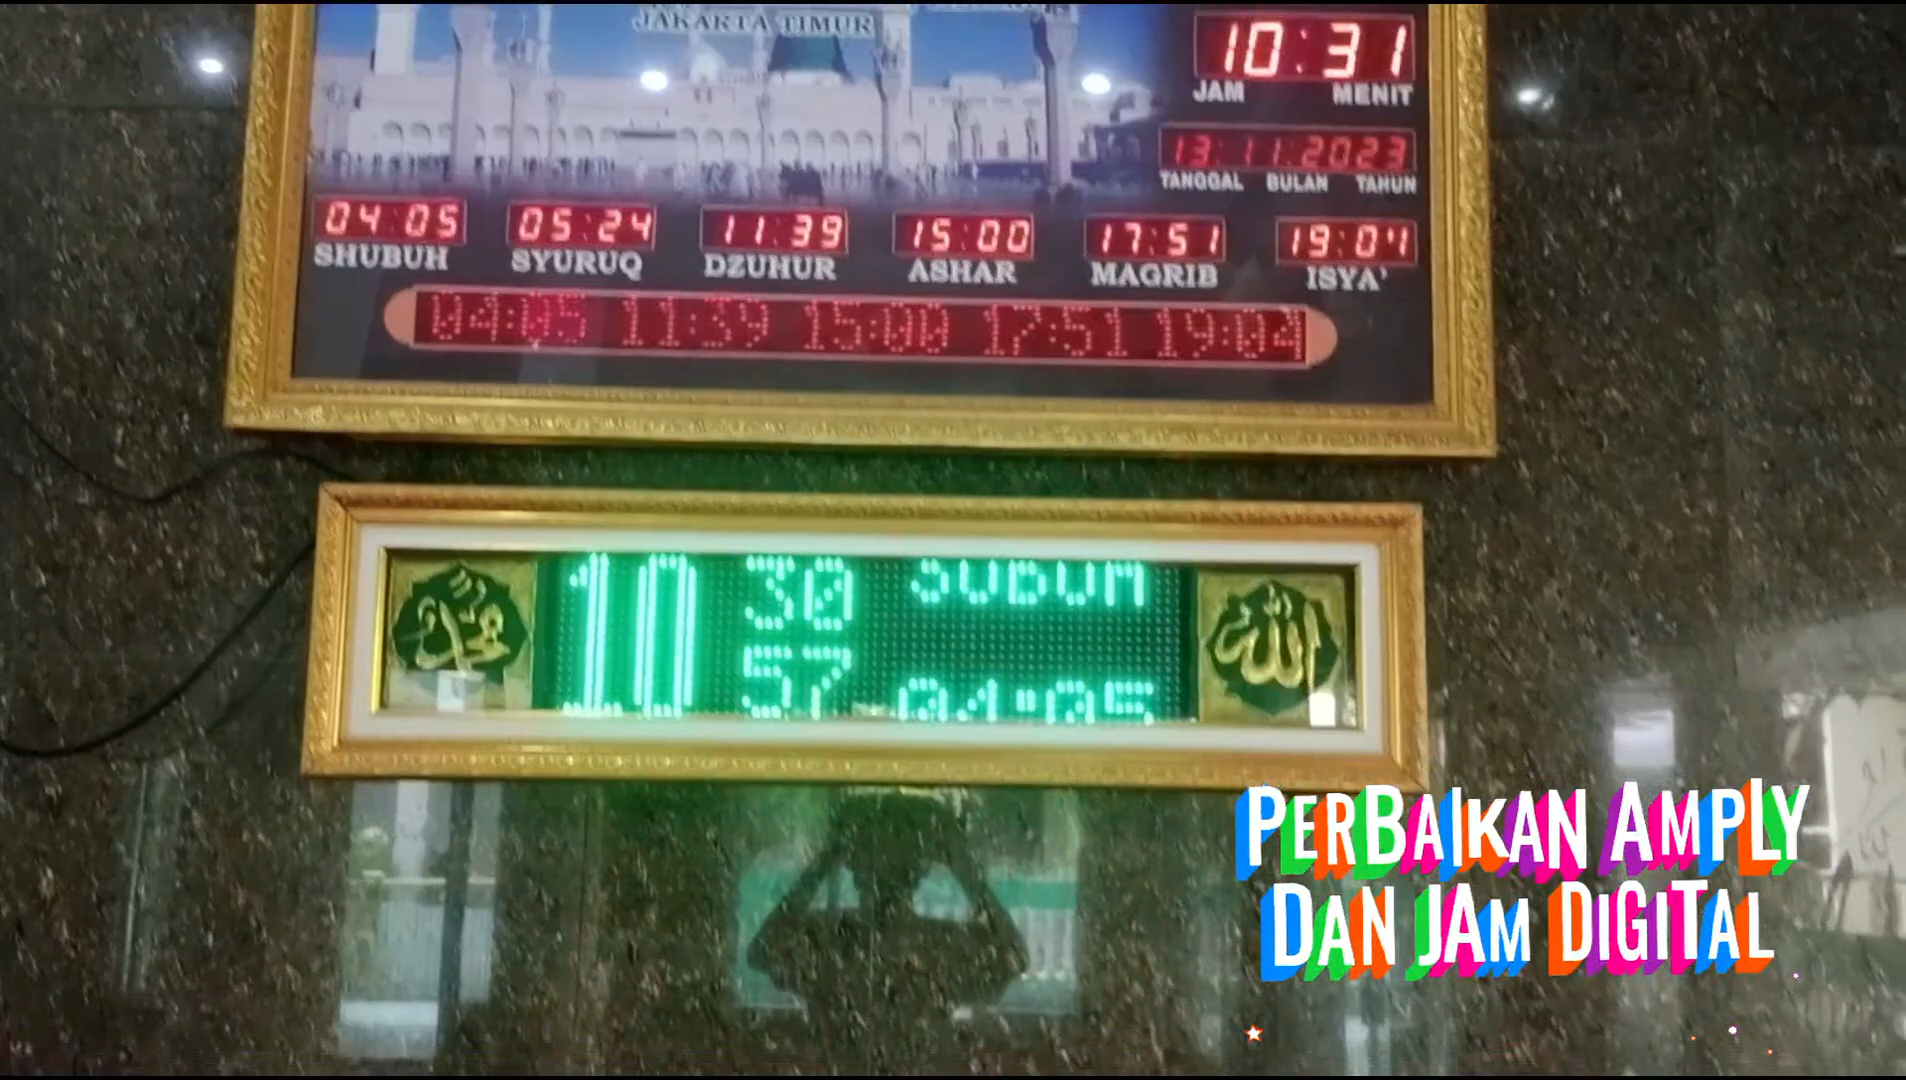 JAKARTA TIMUR
10:31
JAM MENIT
13.11.2023
TANGGAL BULAN TAHUN
04:05 05:24 11:39 15:00 17:51 19:04
SHUBUH SYURUQ DZUHUR ASHAR MAGRIB ISYA'
04:05 11:39 15:00 17:51 19:04
محمد 10 30 SUBUH الله
57 04:05
PERBAIKAN AMPLY
DAN JAM DIGITAL